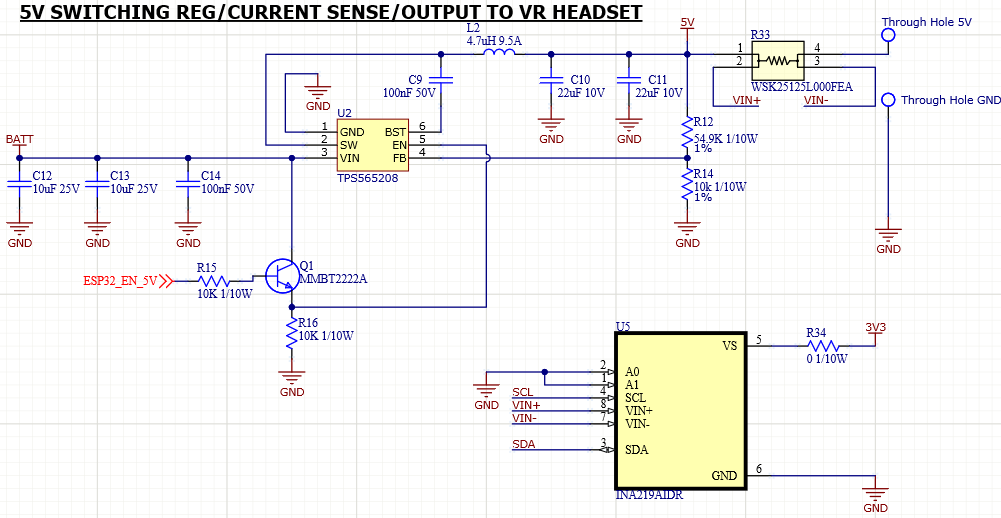 5V SWITCHING REG/CURRENT SENSE/OUTPUT TO VR HEADSET
L2
4.7uH 9.5A
5V
Through Hole 5V
R33
1
4
2
3
WSK25125L000FEA
VIN+
VIN-
Through Hole GND
C9
100nF 50V
C10
22uF 10V
C11
22uF 10V
GND
GND
GND
U2
1
GND
BST
6
2
SW
EN
5
3
VIN
FB
4
TPS565208
R12
54.9K 1/10W
1%
R14
10k 1/10W
1%
GND
GND
BATT
C12
10uF 25V
C13
10uF 25V
C14
100nF 50V
GND
GND
GND
ESP32_EN_5V
R15
10K 1/10W
Q1
MMBT2222A
R16
10K 1/10W
GND
U5
VS
5
R34
0 1/10W
3V3
2
A0
1
A1
SCL
4
SCL
VIN+
8
VIN+
VIN-
7
VIN-
SDA
3
SDA
GND
GND
6
GND
INA219AIDR